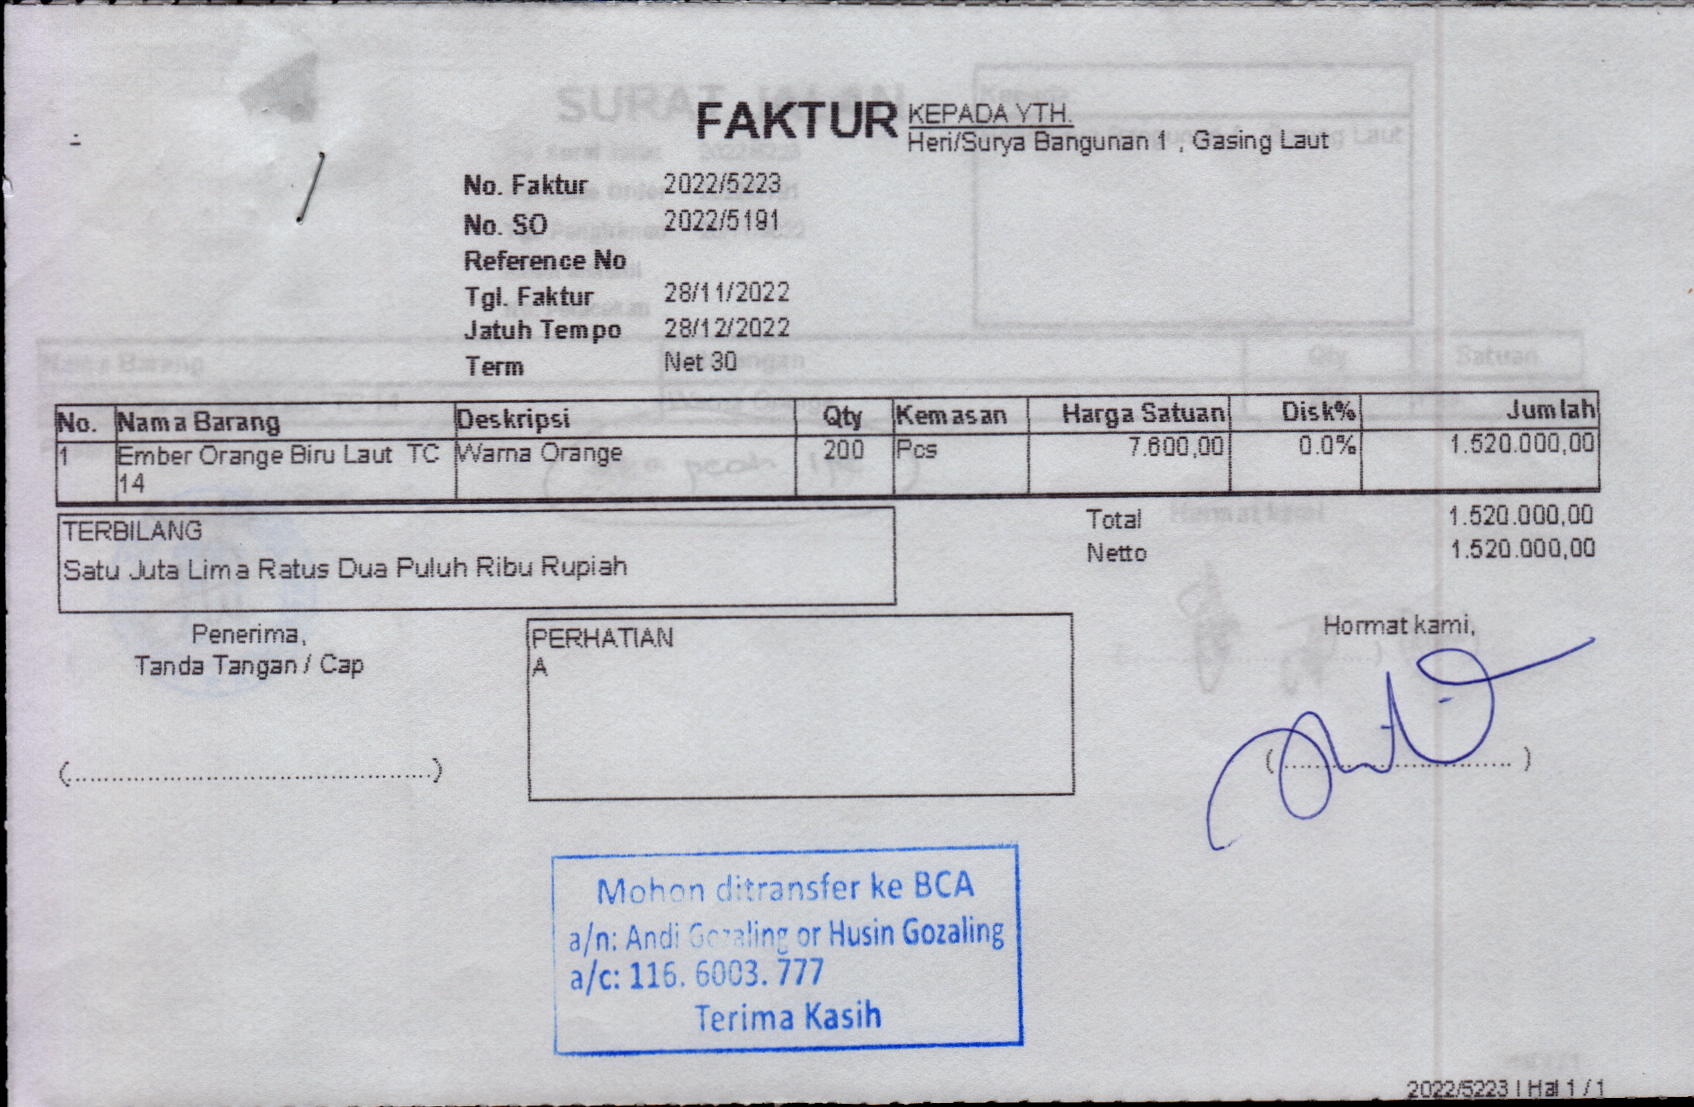 FAKTUR
KEPADA YTH.
Heri/Surya Bangunan 1 , Gasing Laut
No. Faktur 2022/5223
No. SO 2022/5191
Reference No
Tgl. Faktur 28/11/2022
Jatuh Tempo 28/12/2022
Term Net 30
No. Nama Barang Deskripsi Qty Kemasan Harga Satuan Disk% Jumlah
1 Ember Orange Biru Laut TC 14 Warna Orange 200 Pcs 7.600,00 0.0% 1.520.000,00
TERBILANG
Satu Juta Lima Ratus Dua Puluh Ribu Rupiah
Total 1.520.000,00
Netto 1.520.000,00
Penerima,
Tanda Tangan / Cap
(................................................)
PERHATIAN
A
Hormat kami,
(................................)
Mohon ditransfer ke BCA
a/n: Andi Gozaling or Husin Gozaling
a/c: 116. 6003. 777
Terima Kasih
2022/5223 | Hal 1 / 1